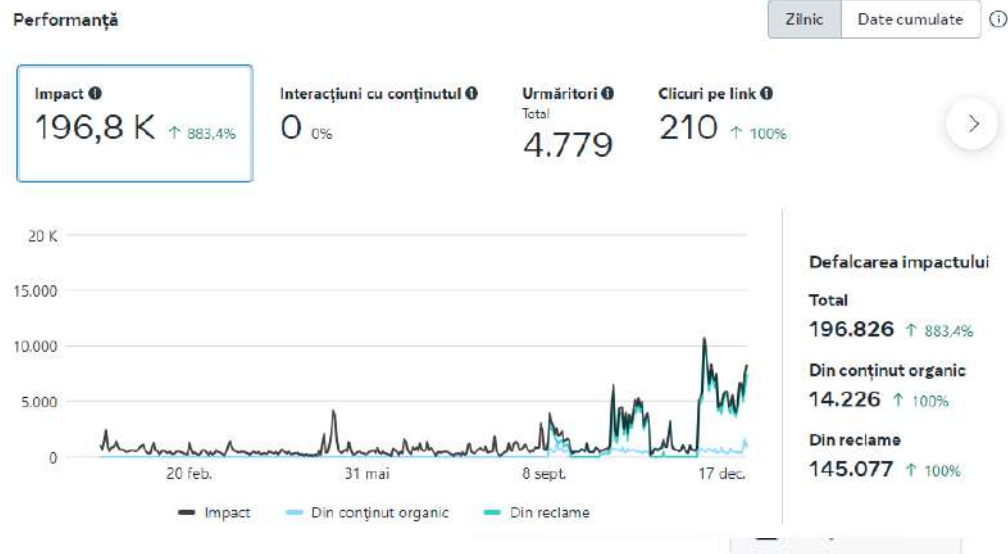 Performanță
Zilnic
Date cumulate
Impact
196,8 K ↑ 883,4%
Interacțiuni cu conținutul
0 0%
Urmăritori
Total
4.779
Clicuri pe link
210 ↑ 100%
20 K
15.000
10.000
5.000
0
20 feb.
31 mai
8 sept.
17 dec.
Impact
Din conținut organic
Din reclame
Defalcarea impactului
Total
196.826 ↑ 883,4%
Din conținut organic
14.226 ↑ 100%
Din reclame
145.077 ↑ 100%